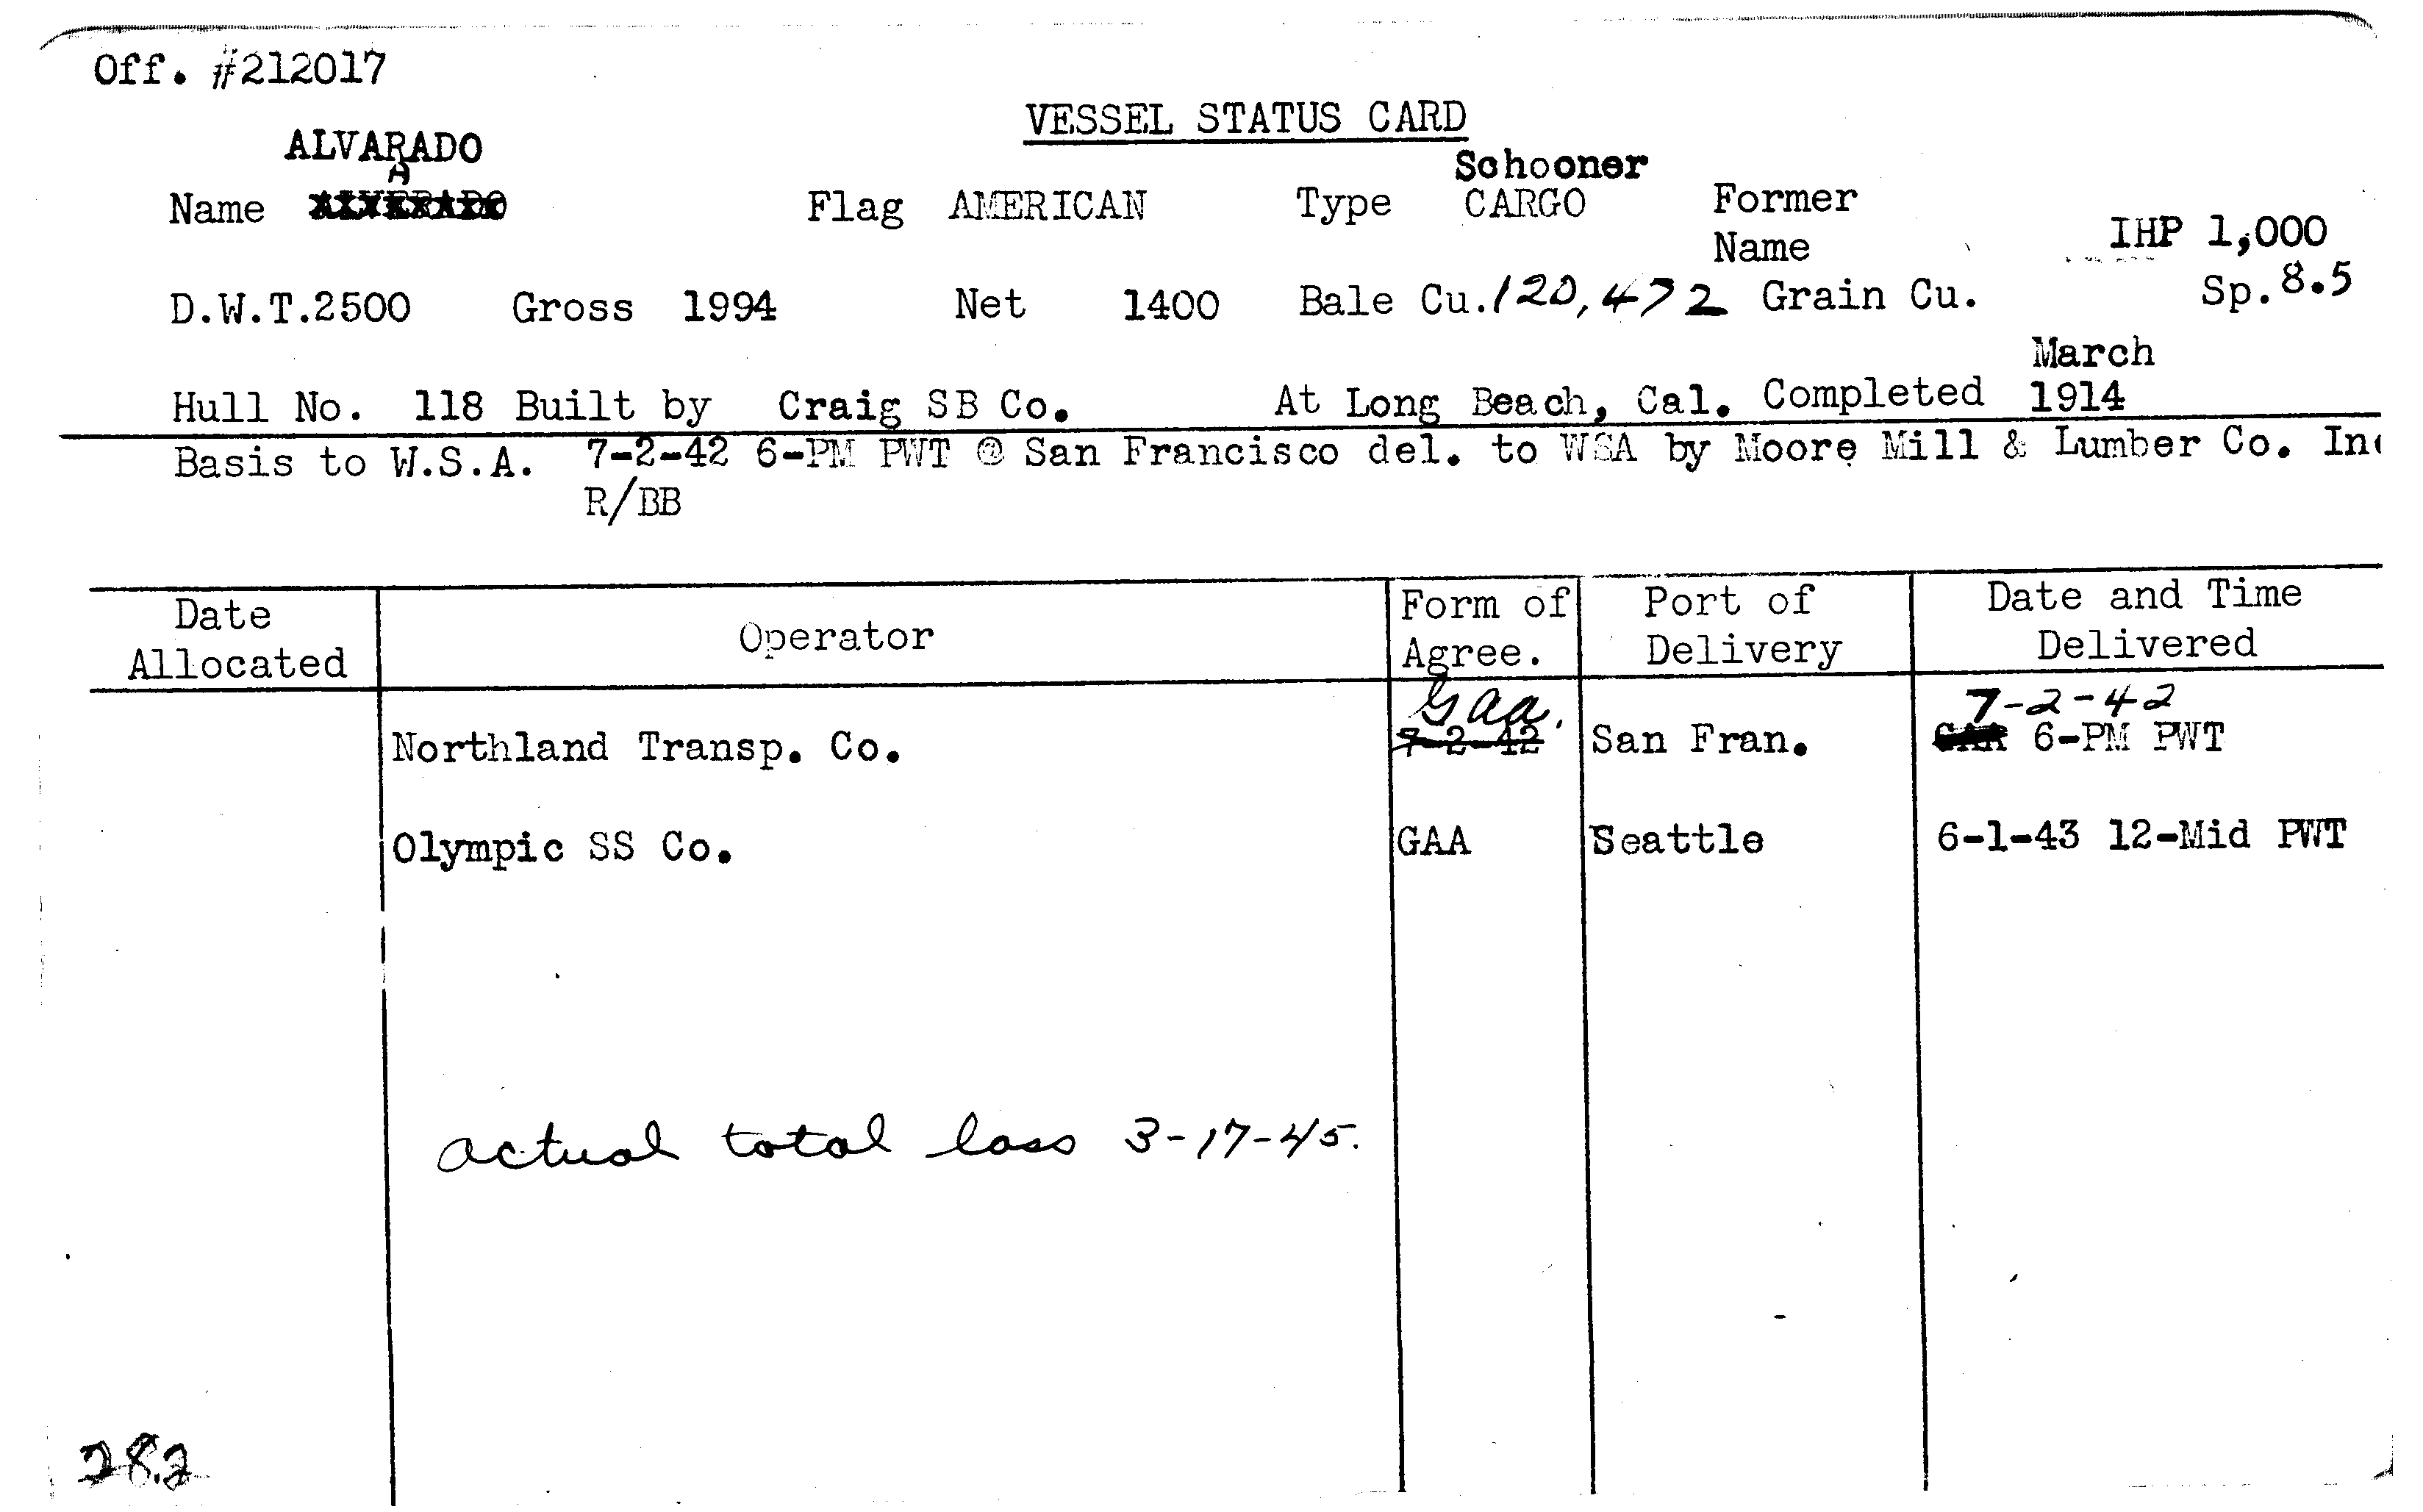 Off. #212017
VESSEL STATUS CARD
ALVARADO
A
Schooner
Name ALVERADO Flag AMERICAN Type CARGO Former Name IHP 1,000
D.W.T.2500 Gross 1994 Net 1400 Bale Cu. 120,472 Grain Cu. Sp. 8.5
March
Hull No. 118 Built by Craig SB Co. At Long Beach, Cal. Completed 1914
Basis to W.S.A. 7-2-42 6-PM PWT @ San Francisco del. to WSA by Moore Mill & Lumber Co. Inc
R/BB
Date Allocated Operator Form of Agree. Port of Delivery Date and Time Delivered
GAA. 7-2-42
Northland Transp. Co. 7-2-42 San Fran. GAA 6-PM PWT
Olympic SS Co. GAA Seattle 6-1-43 12-Mid PWT
actual total loss 3-17-45.
282